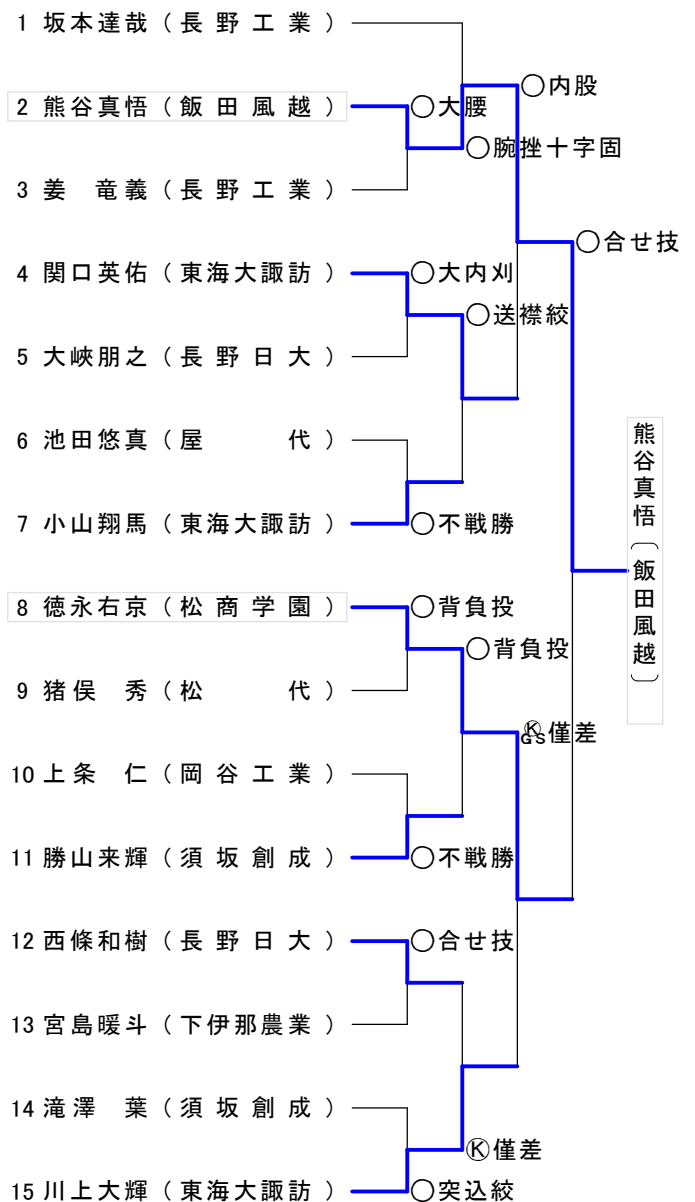 1 坂本達哉（長野工業）
○内股
2 熊谷真悟（飯田風越）
○大腰
○腕挫十字固
3 姜　竜義（長野工業）
○合せ技
4 関口英佑（東海大諏訪）
○大内刈
○送襟絞
5 大峽朋之（長野日大）
6 池田悠真（屋　　代）
7 小山翔馬（東海大諏訪）
○不戦勝
熊谷真悟（飯田風越）
8 徳永右京（松商学園）
○背負投
○背負投
9 猪俣　秀（松　　代）
ⓀGS僅差
10 上条　仁（岡谷工業）
11 勝山来輝（須坂創成）
○不戦勝
12 西條和樹（長野日大）
○合せ技
13 宮島暖斗（下伊那農業）
14 滝澤　葉（須坂創成）
Ⓚ僅差
15 川上大輝（東海大諏訪）
○突込絞